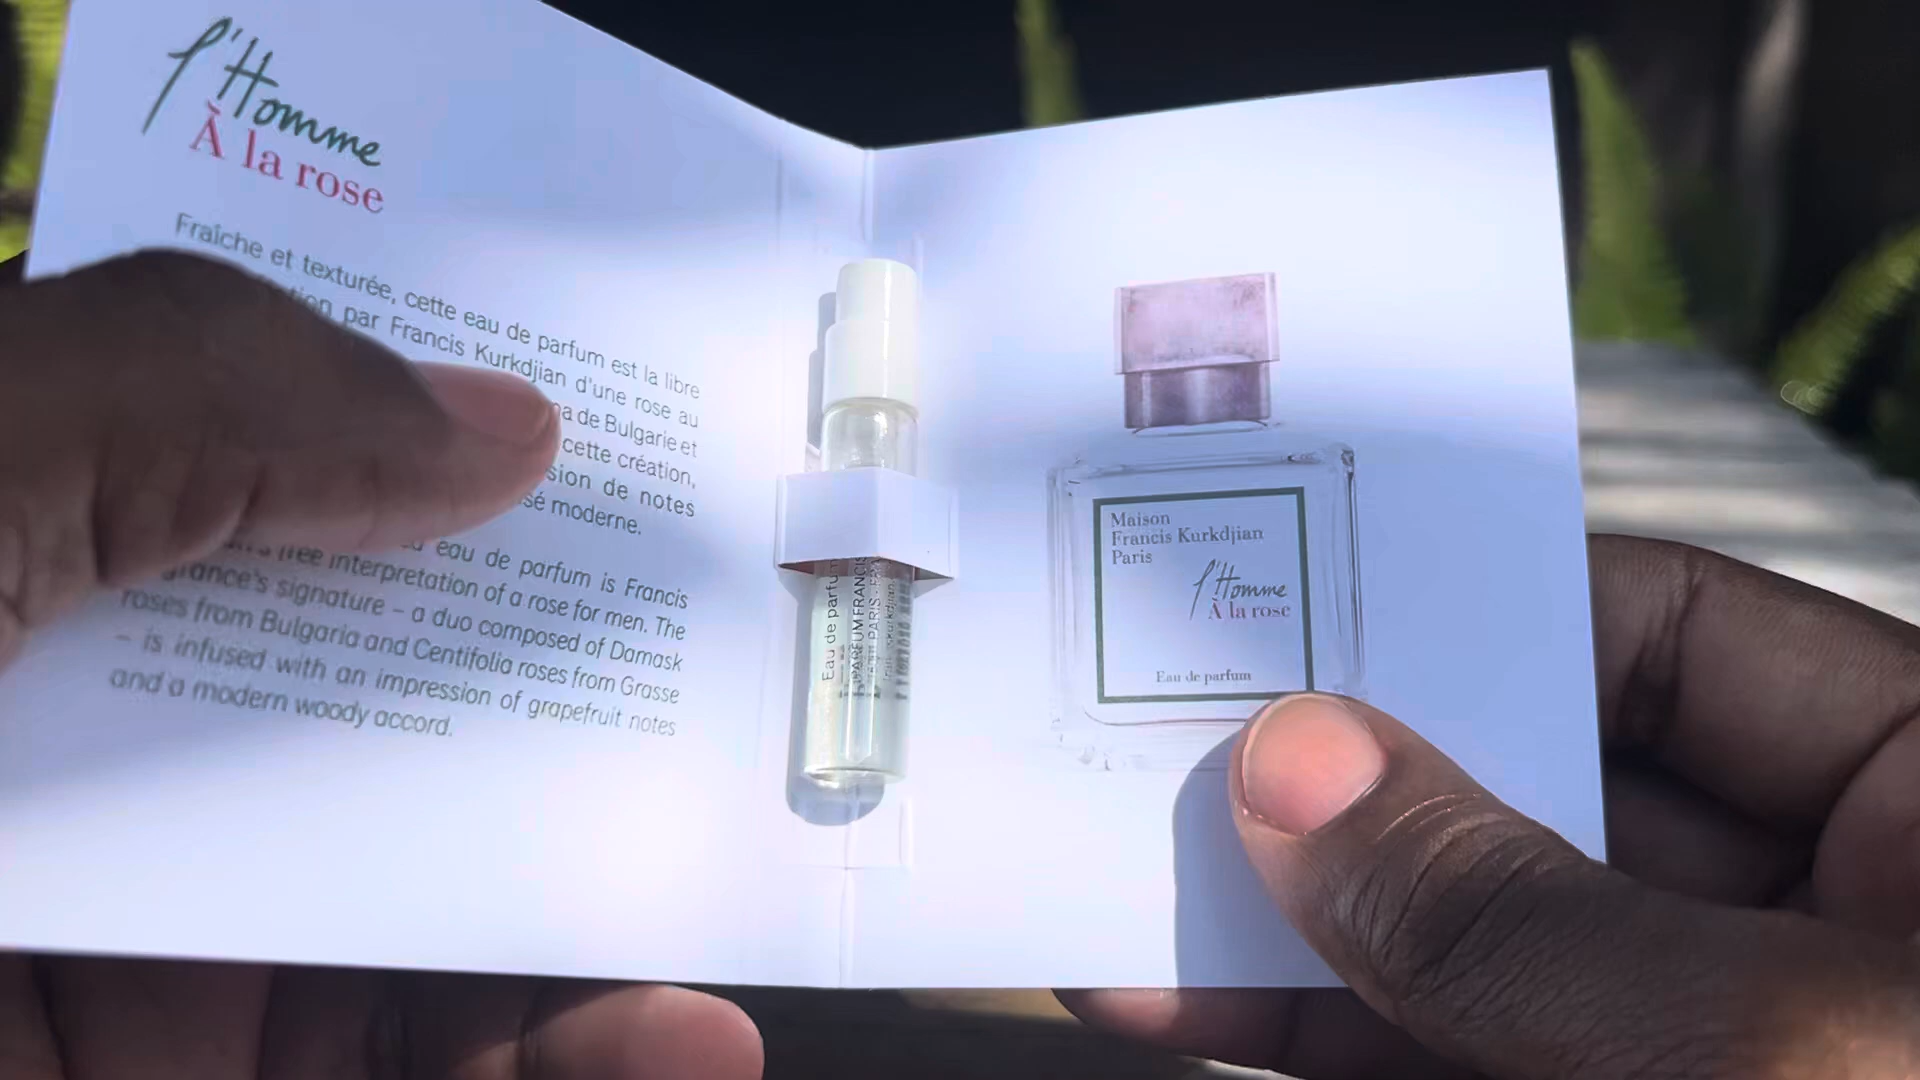 l'Homme
À la rose
Fraîche et texturée, cette eau de parfum est la libre
par Francis Kurkdjian d'une rose au
de Bulgarie et
cette création,
de notes
moderne.
eau de parfum is Francis
free interpretation of a rose for men. The
signature – a duo composed of Damask
roses from Bulgaria and Centifolia roses from Grasse
– is infused with an impression of grapefruit notes
and a modern woody accord.
Eau de parfum
PARFUM FRANCIS
PARIS
Maison
Francis Kurkdjian
Paris
l'Homme
À la rose
Eau de parfum